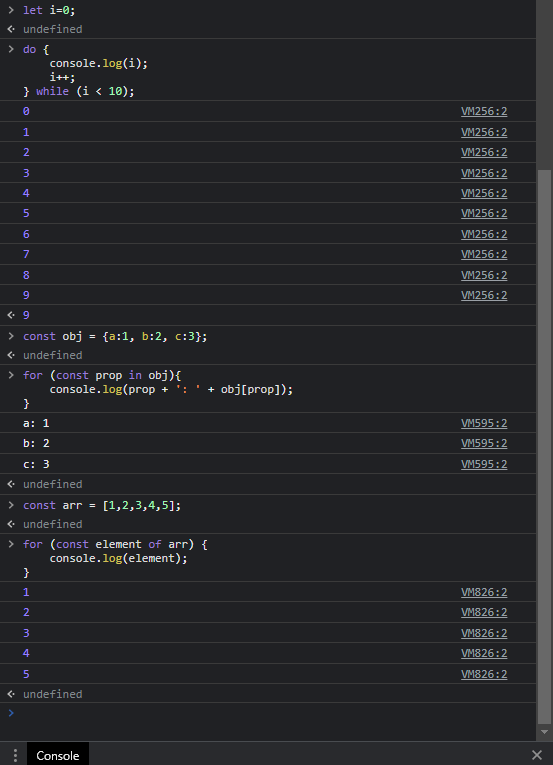 > let i=0;
<· undefined
> do {
    console.log(i);
    i++;
} while (i < 10);
0 VM256:2
1 VM256:2
2 VM256:2
3 VM256:2
4 VM256:2
5 VM256:2
6 VM256:2
7 VM256:2
8 VM256:2
9 VM256:2
<· 9
> const obj = {a:1, b:2, c:3};
<· undefined
> for (const prop in obj){
    console.log(prop + ': ' + obj[prop]);
}
a: 1 VM595:2
b: 2 VM595:2
c: 3 VM595:2
<· undefined
> const arr = [1,2,3,4,5];
<· undefined
> for (const element of arr) {
    console.log(element);
}
1 VM826:2
2 VM826:2
3 VM826:2
4 VM826:2
5 VM826:2
<· undefined
>
Console